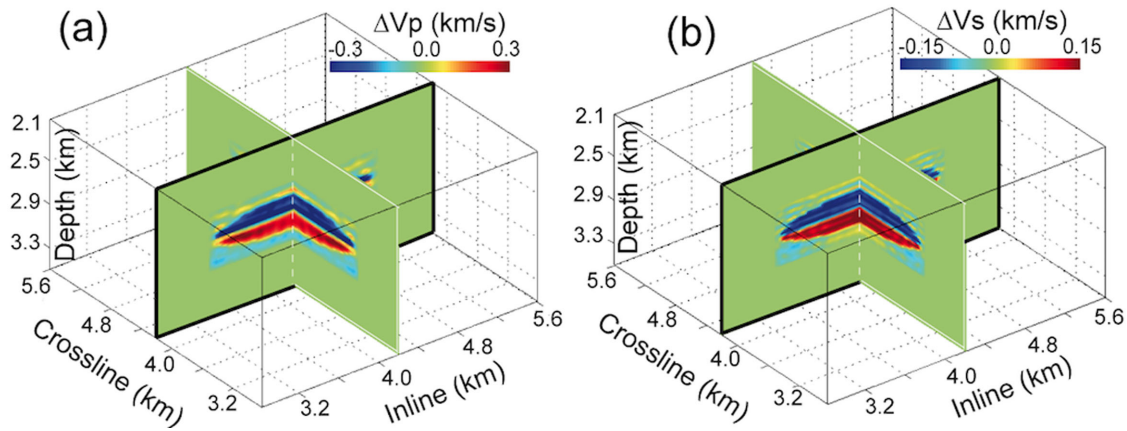 (a)
ΔVp (km/s)
-0.3 0.0 0.3
2.1
2.5
2.9
3.3
Depth (km)
5.6
4.8
4.0
3.2
Crossline (km)
3.2
4.0
4.8
5.6
Inline (km)
(b)
ΔVs (km/s)
-0.15 0.0 0.15
2.1
2.5
2.9
3.3
Depth (km)
5.6
4.8
4.0
3.2
Crossline (km)
3.2
4.0
4.8
5.6
Inline (km)